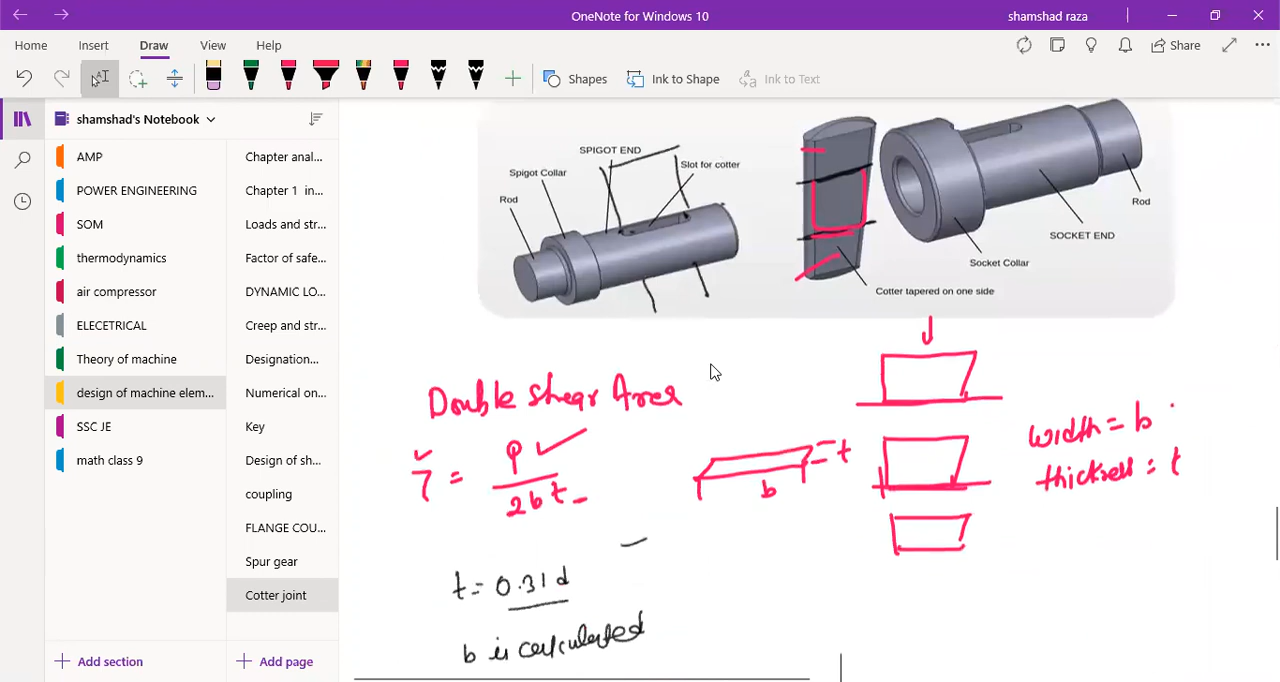 OneNote for Windows 10
shamshad raza
Home Insert Draw View Help
Share
Shapes
Ink to Shape
Ink to Text
shamshad's Notebook
AMP
POWER ENGINEERING
SOM
thermodynamics
air compressor
ELECETRICAL
Theory of machine
design of machine elem...
SSC JE
math class 9
Add section
Chapter anal...
Chapter 1 in...
Loads and str...
Factor of safe...
DYNAMIC LO...
Creep and str...
Designation...
Numerical on...
Key
Design of sh...
coupling
FLANGE COU...
Spur gear
Cotter joint
Add page
SPIGOT END
Spigot Collar
Slot for cotter
Rod
Rod
SOCKET END
Socket Collar
Cotter tapered on one side
Double Shear Area
τ = P / 2bt
t
b
width = b
thickness = t
t = 0.31d
b is calculated